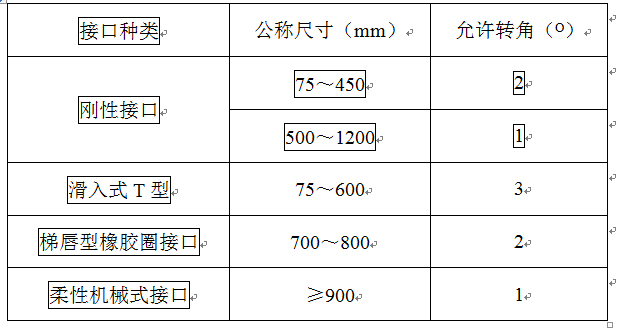 接口种类 公称尺寸（mm） 允许转角（O）
刚性接口 75～450 2
500～1200 1
滑入式 T 型 75～600 3
梯唇型橡胶圈接口 700～800 2
柔性机械式接口 ≥900 1